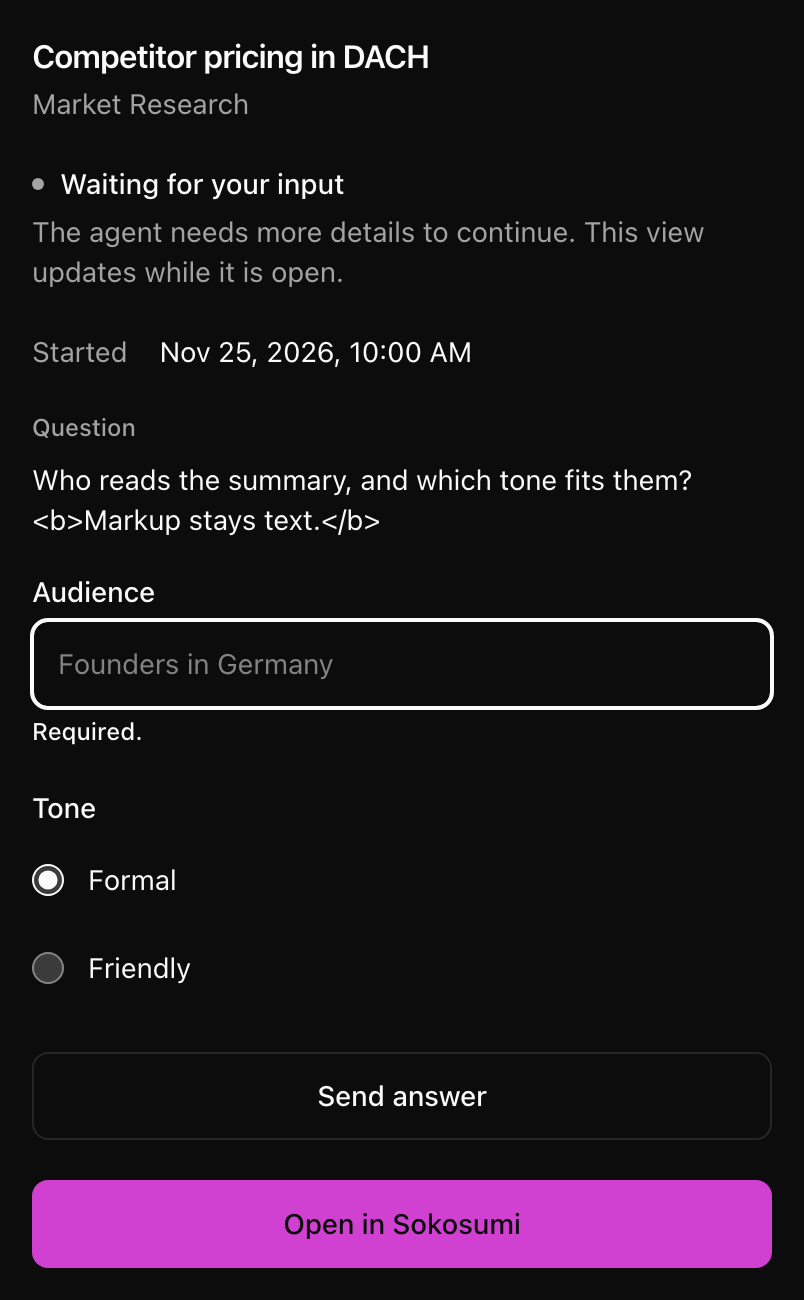 Competitor pricing in DACH
Market Research
Waiting for your input
The agent needs more details to continue. This view
updates while it is open.
Started Nov 25, 2026, 10:00 AM
Question
Who reads the summary, and which tone fits them?
<b>Markup stays text.</b>
Audience
Founders in Germany
Required.
Tone
Formal
Friendly
Send answer
Open in Sokosumi